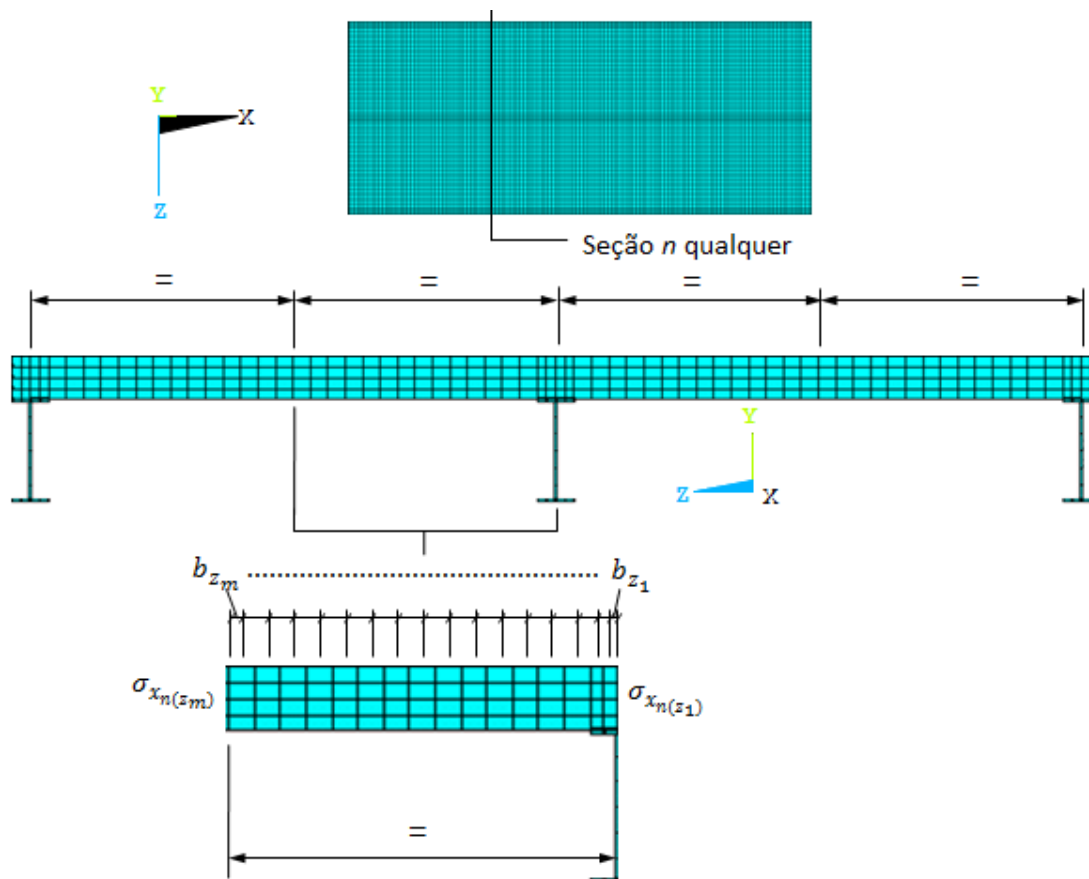 Y
X
Z
Seção n qualquer
= = = =
Y
Z X
b_{z_m} b_{z_1}
σ_{x_{n(z_m)}} σ_{x_{n(z_1)}}
=